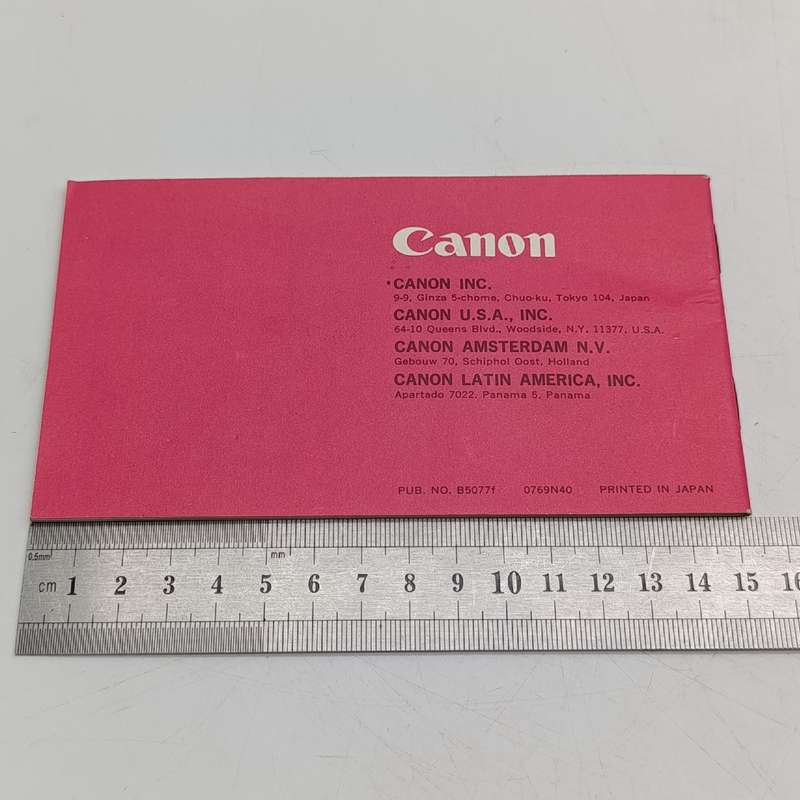 Canon
CANON INC.
9-9, Ginza 5-chome, Chuo-ku, Tokyo 104, Japan
CANON U.S.A., INC.
64-10 Queens Blvd., Woodside, N.Y. 11377, U.S.A.
CANON AMSTERDAM N.V.
Gebouw 70, Schiphol Oost, Holland
CANON LATIN AMERICA, INC.
Apartado 7022, Panama 5, Panama
PUB. NO. B5077f 0769N40 PRINTED IN JAPAN
0.5mm mm
cm 1 2 3 4 5 6 7 8 9 10 11 12 13 14 15 16